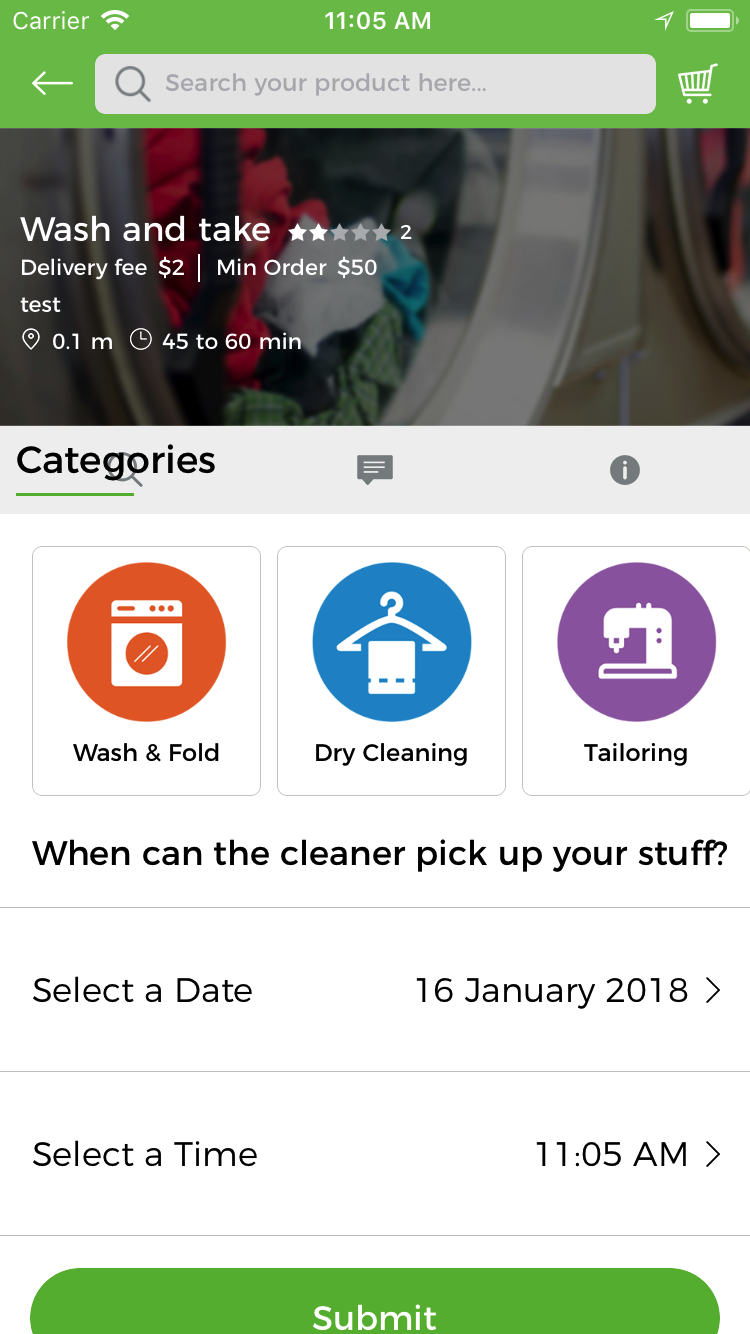 Carrier 11:05 AM
Search your product here...
Wash and take 2
Delivery fee $2 | Min Order $50
test
0.1 m 45 to 60 min
Categories
Wash & Fold Dry Cleaning Tailoring
When can the cleaner pick up your stuff?
Select a Date 16 January 2018
Select a Time 11:05 AM
Submit